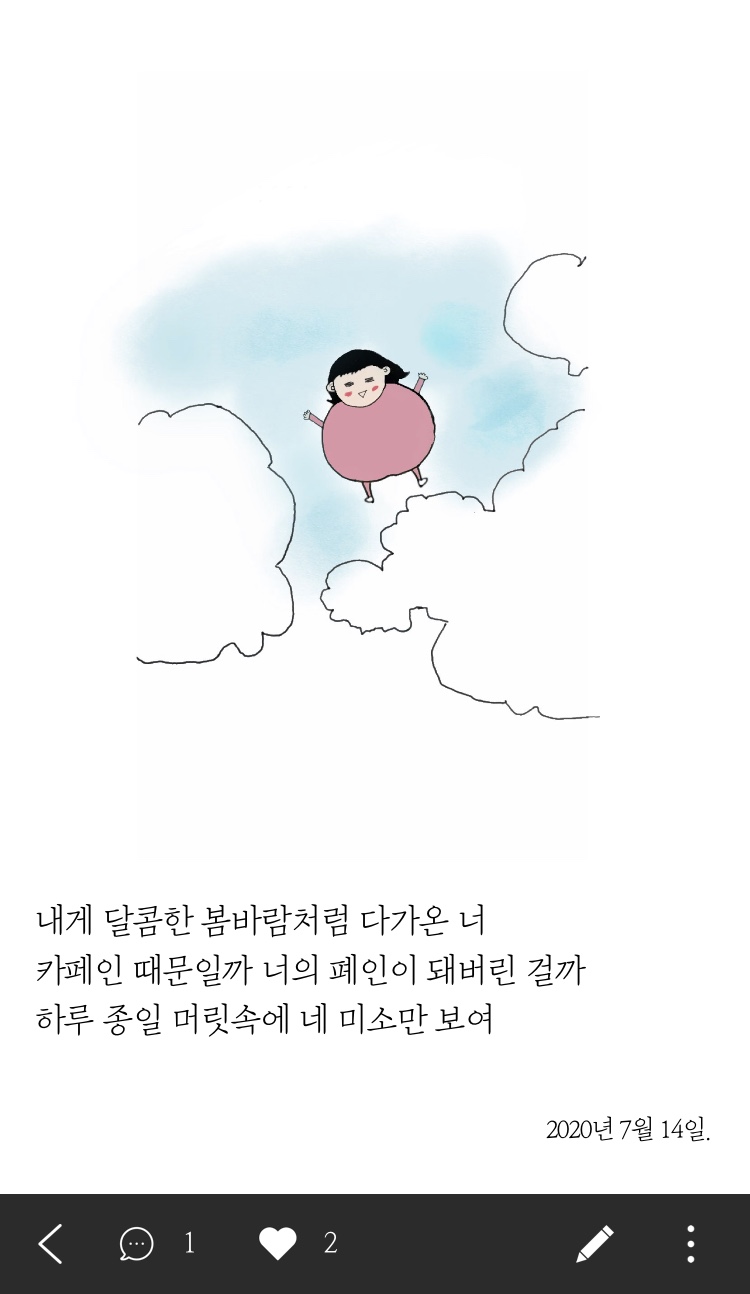 내게 달콤한 봄바람처럼 다가온 너
카페인 때문일까 너의 폐인이 돼버린 걸까
하루 종일 머릿속에 네 미소만 보여
2020년 7월 14일.
1 2